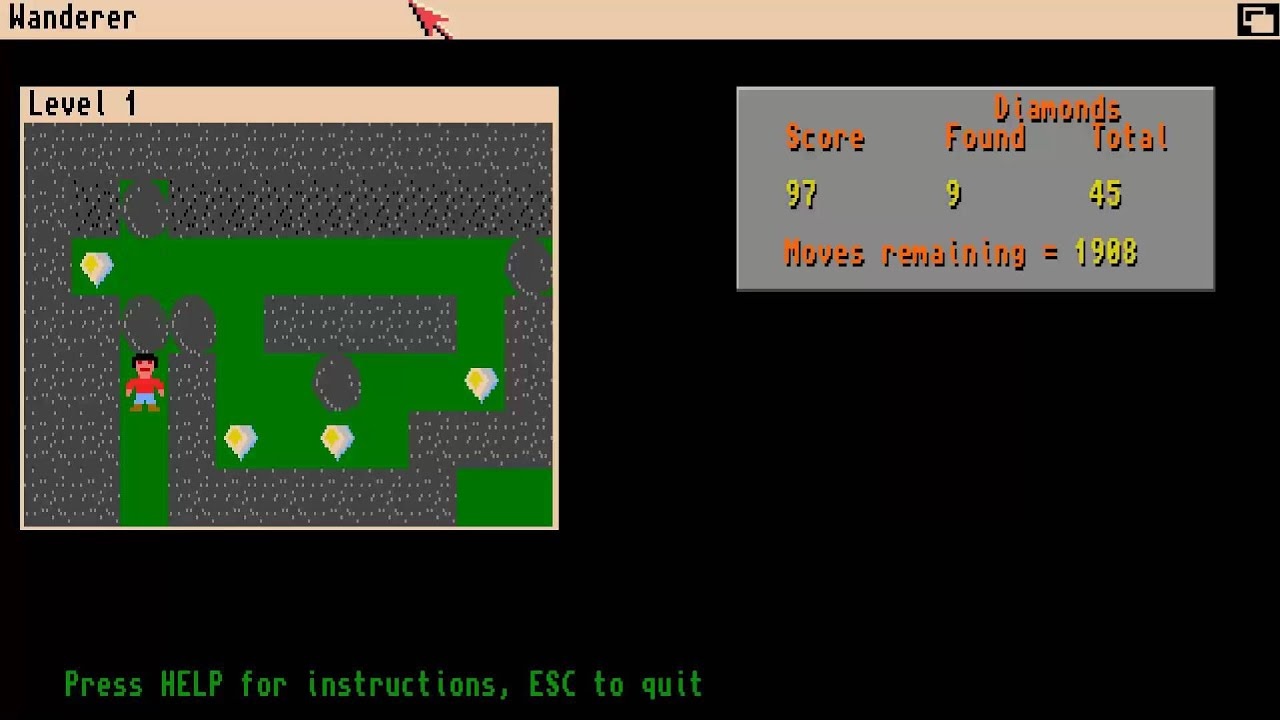 Wanderer
Level 1
Diamonds
Score Found Total
97 9 45
Moves remaining = 1908
Press HELP for instructions, ESC to quit